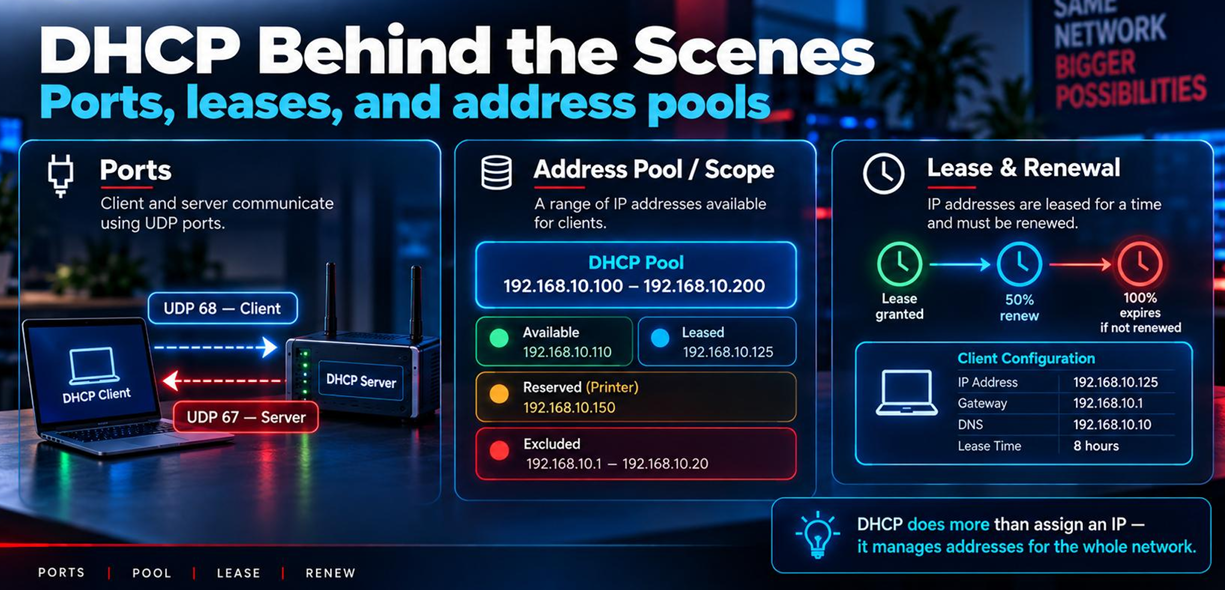 DHCP Behind the Scenes
Ports, leases, and address pools
SAME
NETWORK
BIGGER
POSSIBILITIES
Ports
Client and server communicate
using UDP ports.
UDP 68 — Client
DHCP Client
DHCP Server
UDP 67 — Server
Address Pool / Scope
A range of IP addresses available
for clients.
DHCP Pool
192.168.10.100 – 192.168.10.200
Available
192.168.10.110
Leased
192.168.10.125
Reserved (Printer)
192.168.10.150
Excluded
192.168.10.1 – 192.168.10.20
Lease & Renewal
IP addresses are leased for a time
and must be renewed.
Lease
granted
50%
renew
100%
expires
if not renewed
Client Configuration
IP Address 192.168.10.125
Gateway 192.168.10.1
DNS 192.168.10.10
Lease Time 8 hours
DHCP does more than assign an IP —
it manages addresses for the whole network.
PORTS | POOL | LEASE | RENEW